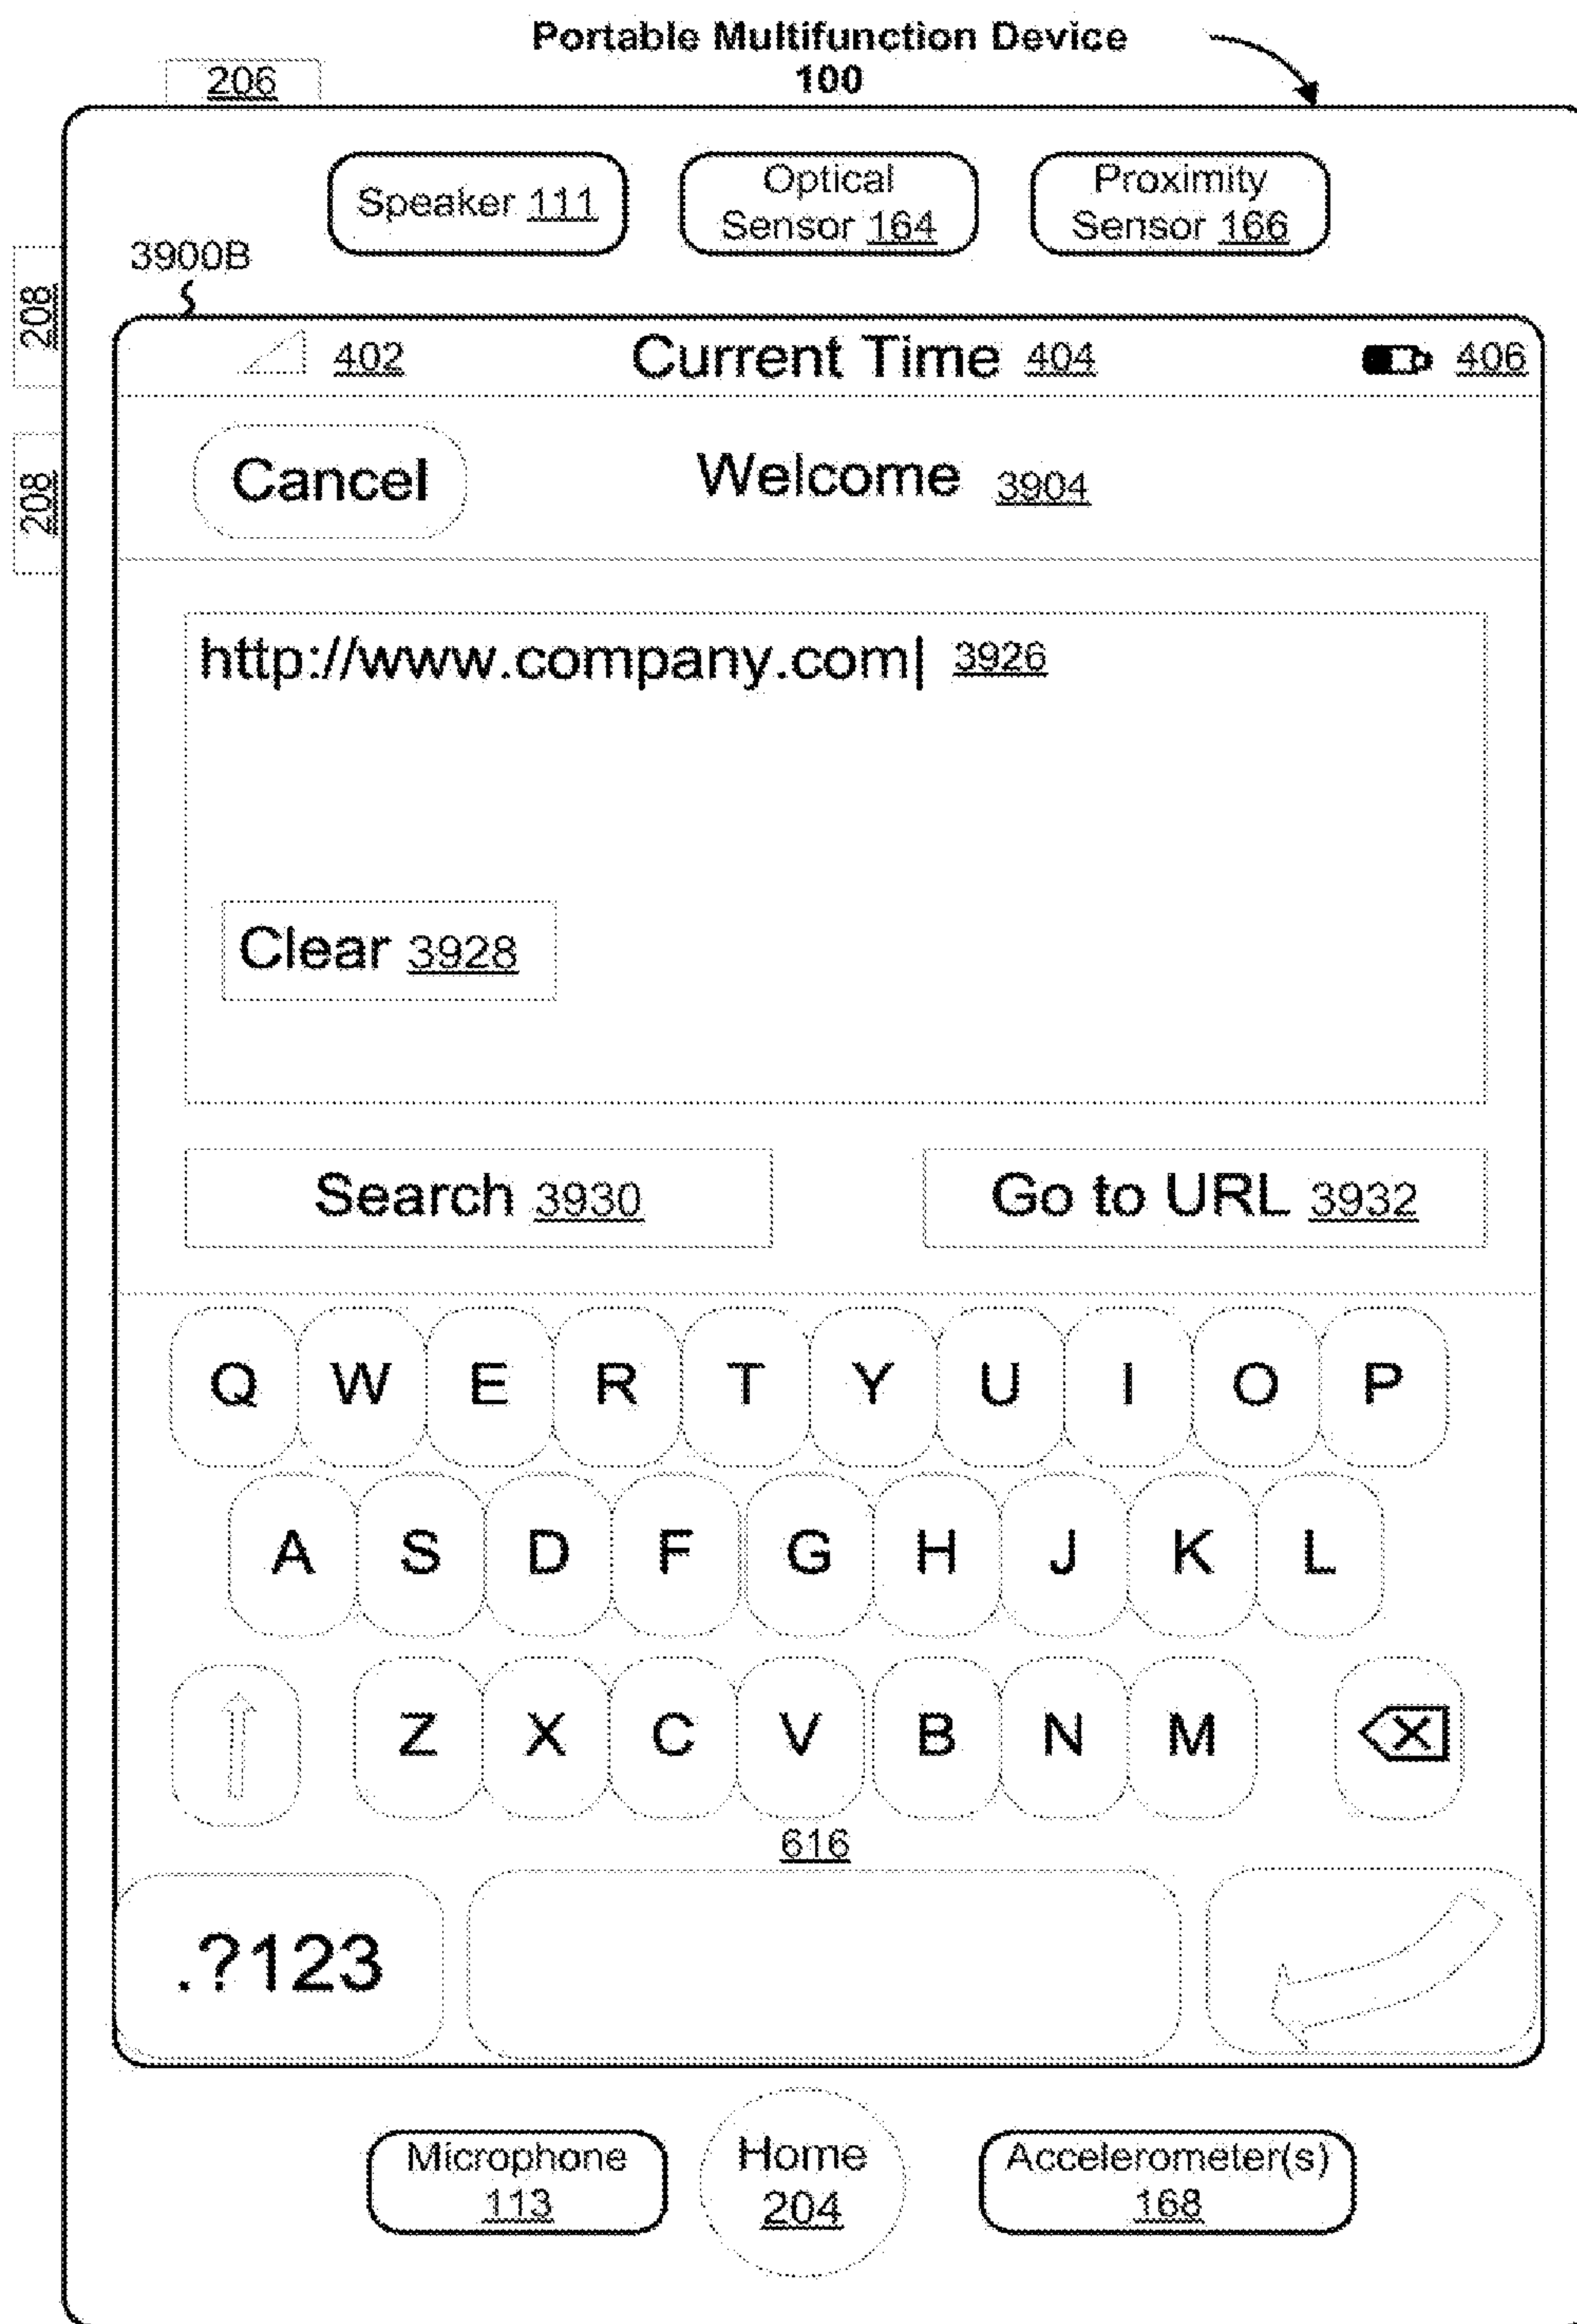 Portable Multifunction Device
100
206
Speaker 111
Optical
Sensor 164
Proximity
Sensor 166
3900B
208
208
402
Current Time 404
406
Cancel
Welcome 3904
http://www.company.com| 3926
Clear 3928
Search 3930
Go to URL 3932
Q W E R T Y U I O P
A S D F G H J K L
Z X C V B N M
616
.?123
Microphone
113
Home
204
Accelerometer(s)
168